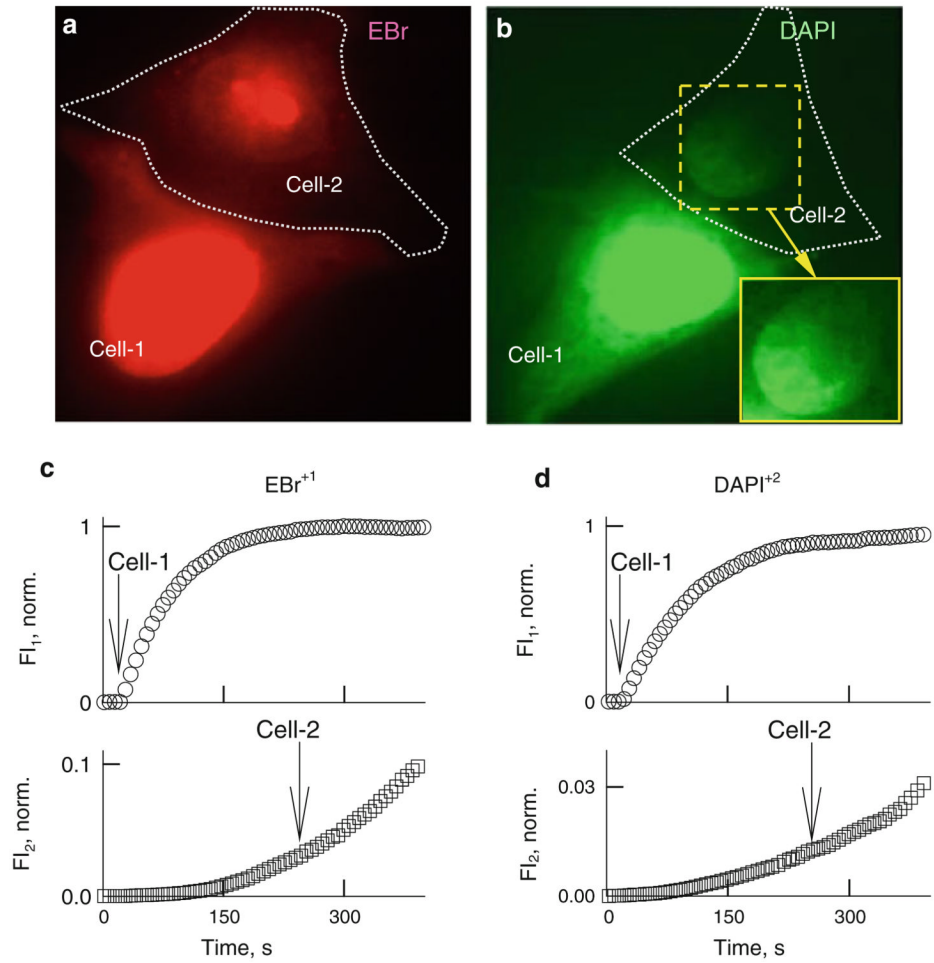 a
EBr
Cell-2
Cell-1
b
DAPI
Cell-2
Cell-1
c
EBr+1
1
Cell-1
FI1, norm.
0
Cell-2
0.1
FI2, norm.
0.0
0 150 300
Time, s
d
DAPI+2
1
Cell-1
FI1, norm.
0
Cell-2
0.03
FI2, norm.
0.00
0 150 300
Time, s